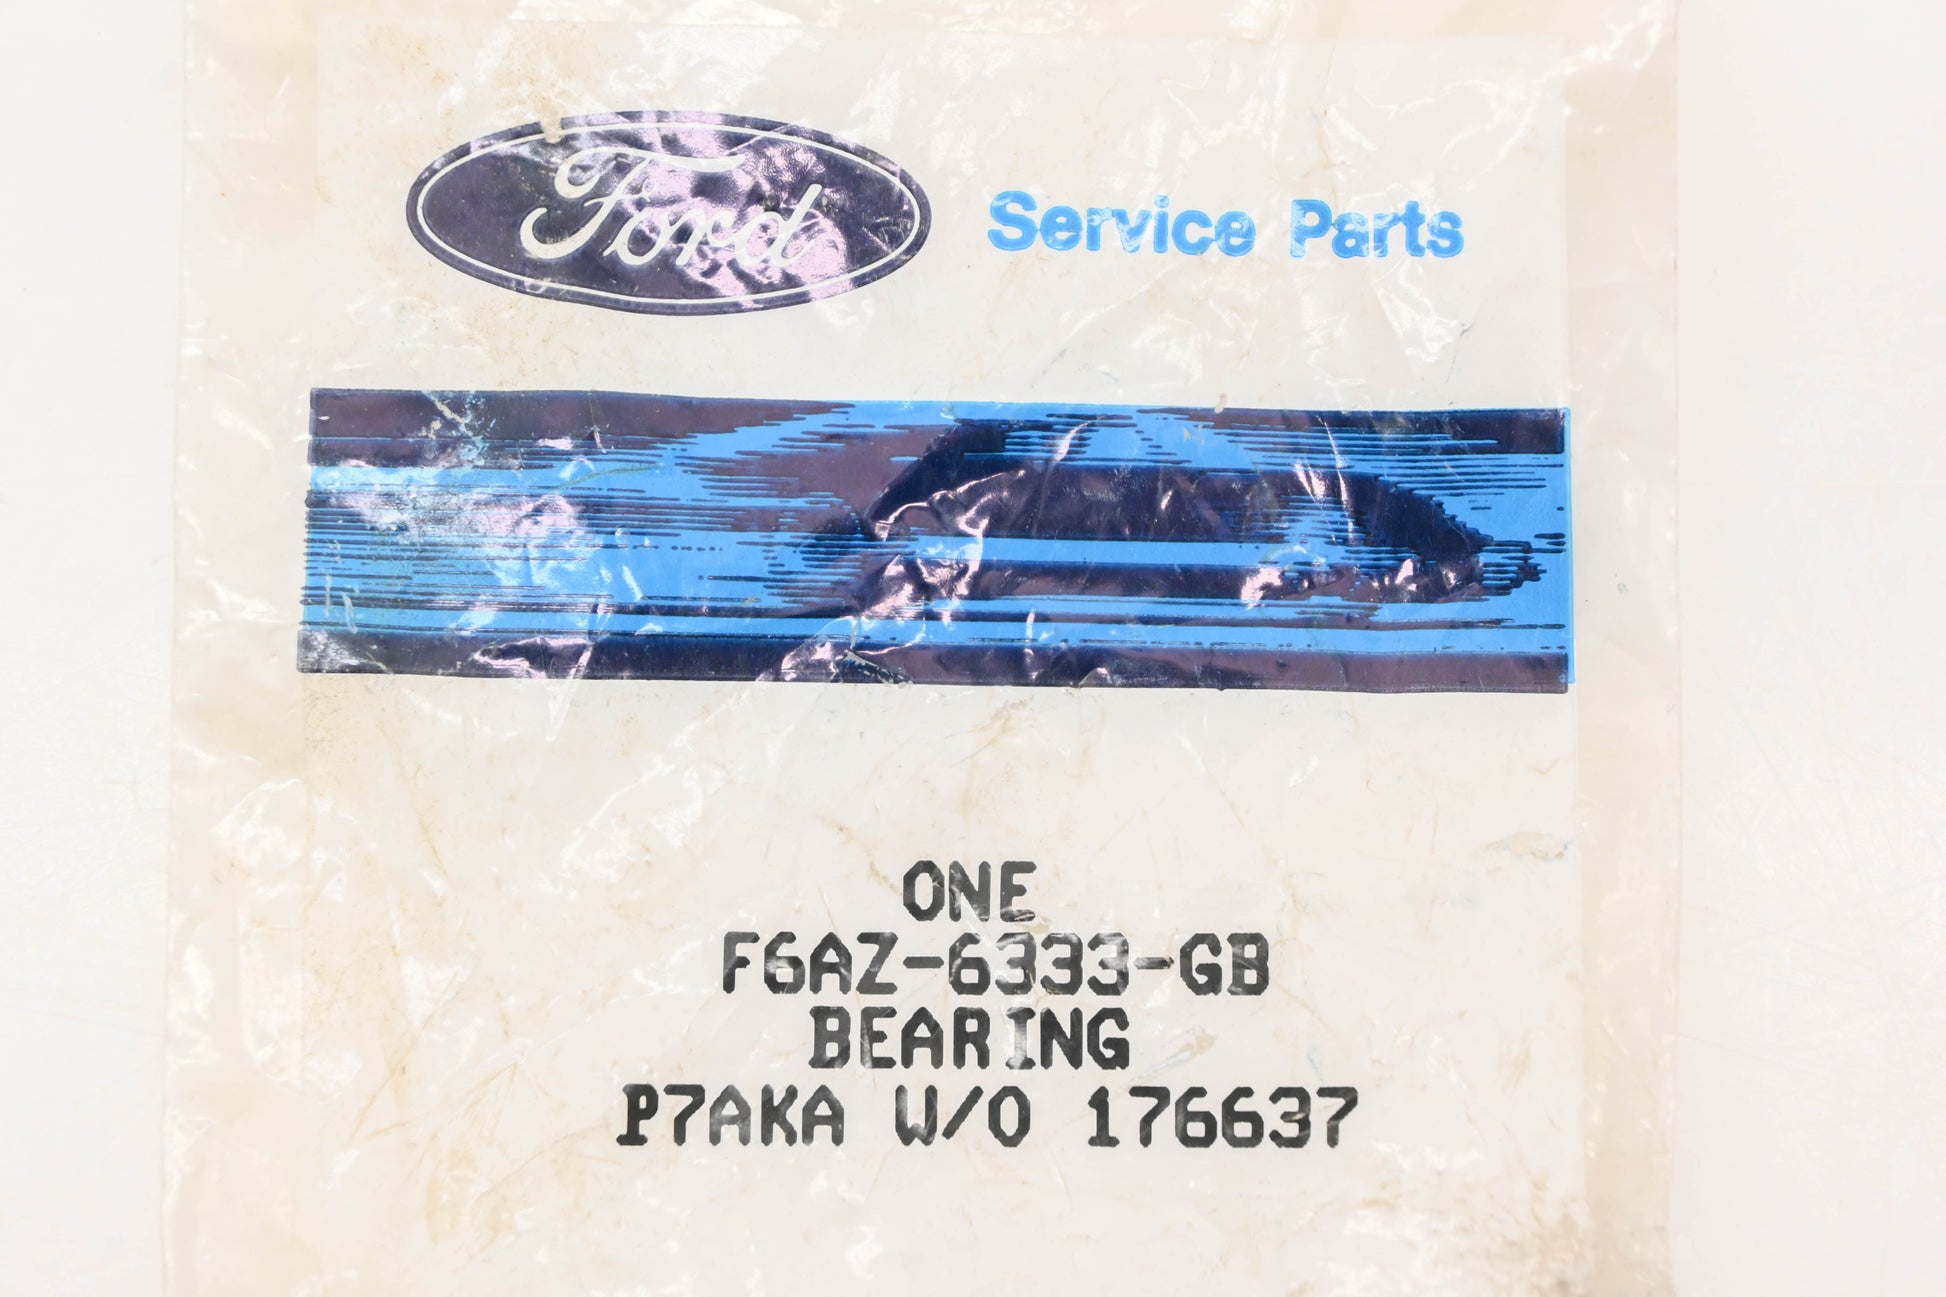 Ford Service Parts
ONE
F6AZ-6333-GB
BEARING
P7AKA W/O 176637